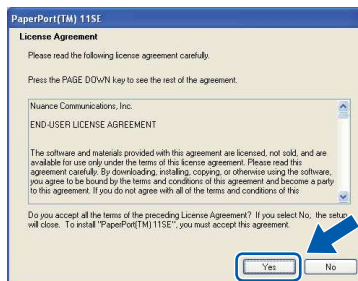 PaperPort(TM) 11SE
License Agreement
Please read the following license agreement carefully.
Press the PAGE DOWN key to see the rest of the agreement.
Nuance Communications, Inc.
END-USER LICENSE AGREEMENT
The software and materials provided with this agreement are licensed, not sold, and are
available for use only under the terms of this license agreement. Please read this
agreement carefully. By downloading, installing, copying, or otherwise using the software,
you agree to be bound by the terms and conditions of this agreement and become a party
to this agreement. If you do not agree with all of the terms and conditions of this
Do you accept all the terms of the preceding License Agreement? If you select No, the setup
will close. To install "PaperPort(TM) 11SE", you must accept this agreement.
Yes
No